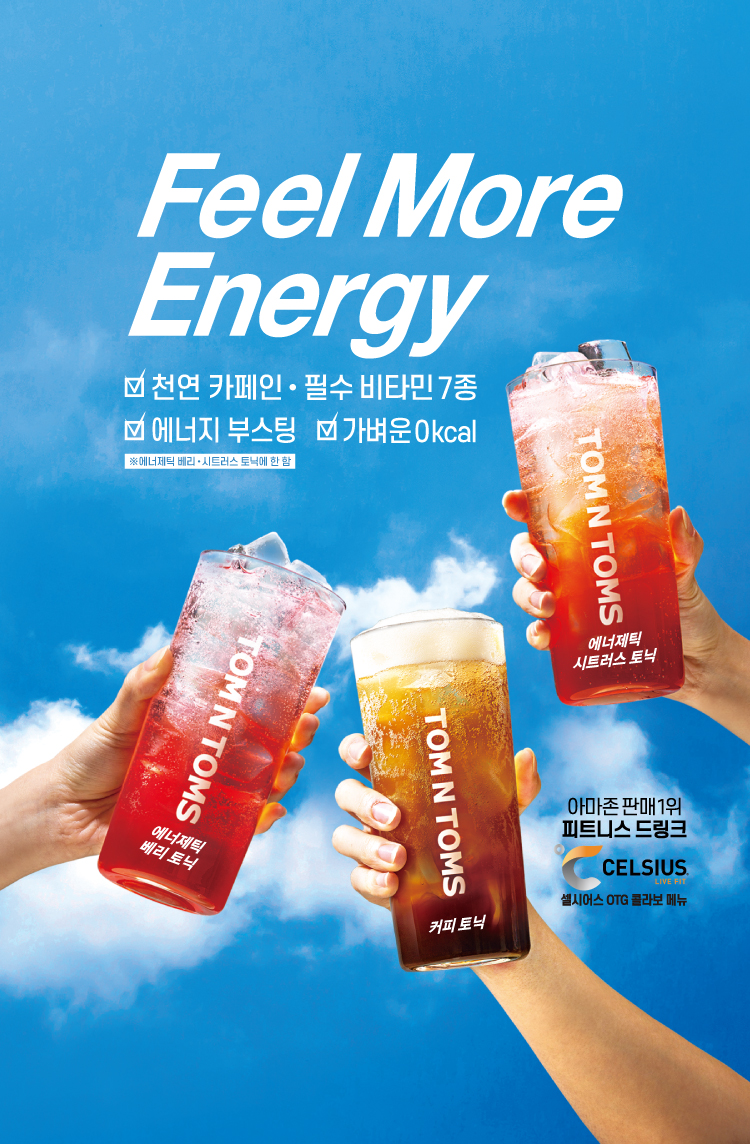 Feel More
Energy
천연 카페인 • 필수 비타민 7종
에너지 부스팅 가벼운 0kcal
※에너제틱 베리•시트러스 토닉에 한 함
TOM N TOMS
에너제틱
시트러스 토닉
TOM N TOMS
에너제틱
베리 토닉
TOM N TOMS
커피 토닉
아마존 판매 1위
피트니스 드링크
CELSIUS
LIVE FIT
셀시어스 OTG 콜라보 메뉴